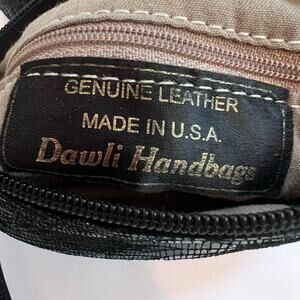 GENUINE LEATHER
MADE IN U.S.A.
Dawli Handbags